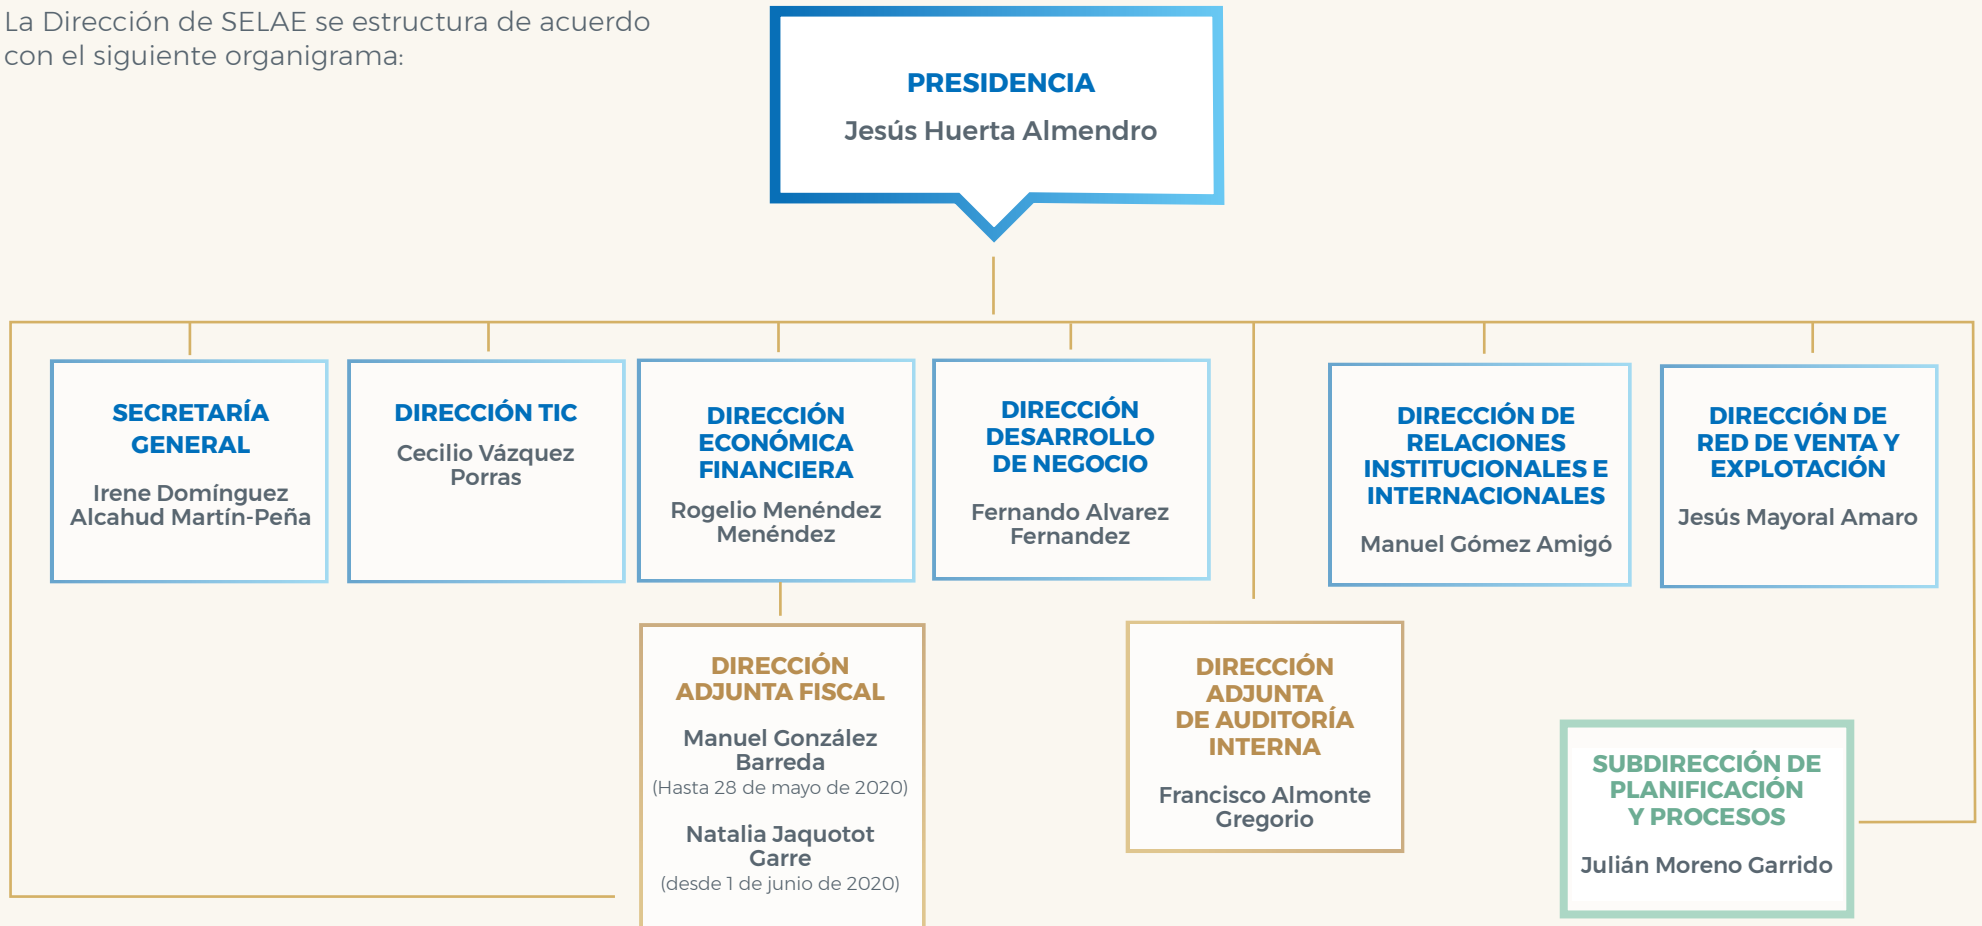 La Dirección de SELAE se estructura de acuerdo
con el siguiente organigrama:
PRESIDENCIA
Jesús Huerta Almendro
SECRETARÍA
GENERAL
Irene Domínguez
Alcahud Martín-Peña
DIRECCIÓN TIC
Cecilio Vázquez
Porras
DIRECCIÓN
ECONÓMICA
FINANCIERA
Rogelio Menéndez
Menéndez
DIRECCIÓN
DESARROLLO
DE NEGOCIO
Fernando Alvarez
Fernandez
DIRECCIÓN DE
RELACIONES
INSTITUCIONALES E
INTERNACIONALES
Manuel Gómez Amigó
DIRECCIÓN DE
RED DE VENTA Y
EXPLOTACIÓN
Jesús Mayoral Amaro
DIRECCIÓN
ADJUNTA FISCAL
Manuel González
Barreda
(Hasta 28 de mayo de 2020)
Natalia Jaquotot
Garre
(desde 1 de junio de 2020)
DIRECCIÓN
ADJUNTA
DE AUDITORÍA
INTERNA
Francisco Almonte
Gregorio
SUBDIRECCIÓN DE
PLANIFICACIÓN
Y PROCESOS
Julián Moreno Garrido